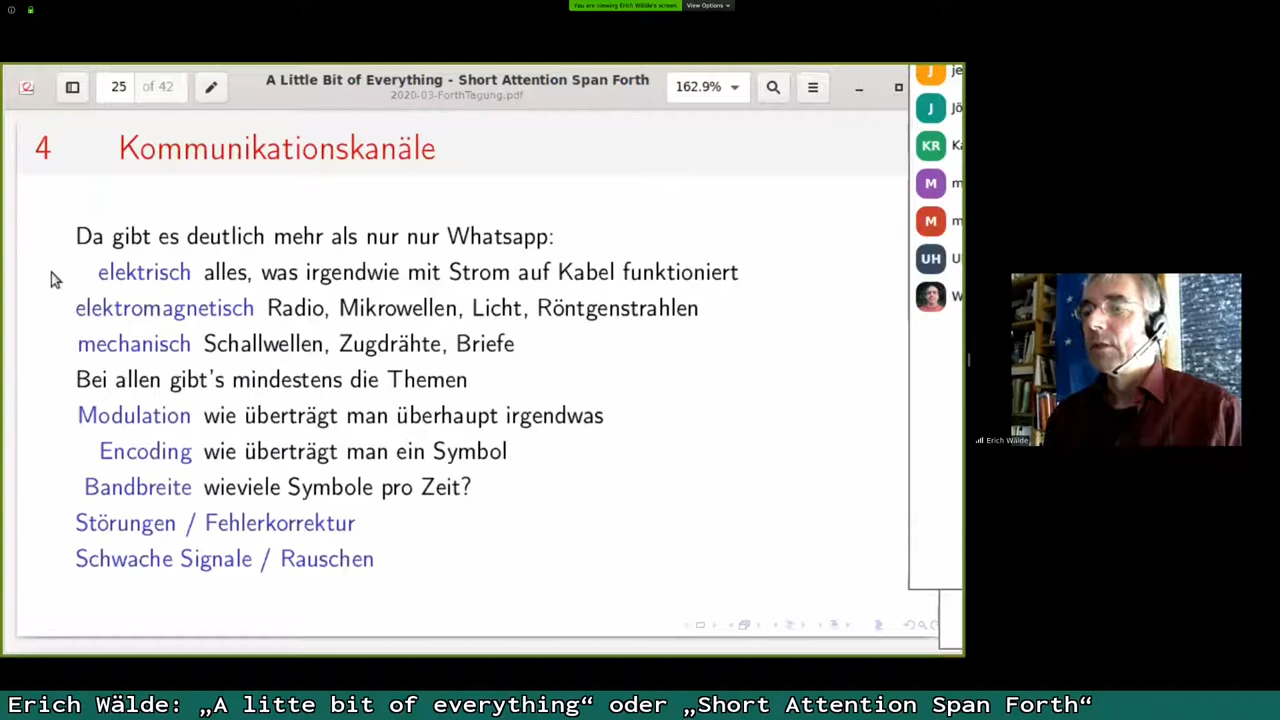 You are viewing Erich Wälde's screen
View Options
25 of 42
A Little Bit of Everything - Short Attention Span Forth
2020-03-ForthTagung.pdf
162.9%
4 Kommunikationskanäle
Da gibt es deutlich mehr als nur nur Whatsapp:
elektrisch alles, was irgendwie mit Strom auf Kabel funktioniert
elektromagnetisch Radio, Mikrowellen, Licht, Röntgenstrahlen
mechanisch Schallwellen, Zugdrähte, Briefe
Bei allen gibt's mindestens die Themen
Modulation wie überträgt man überhaupt irgendwas
Encoding wie überträgt man ein Symbol
Bandbreite wieviele Symbole pro Zeit?
Störungen / Fehlerkorrektur
Schwache Signale / Rauschen
J je
J Jö
KR Ka
M m
M m
UH
W
Erich Wälde
Erich Wälde: „A litte bit of everything“ oder „Short Attention Span Forth“